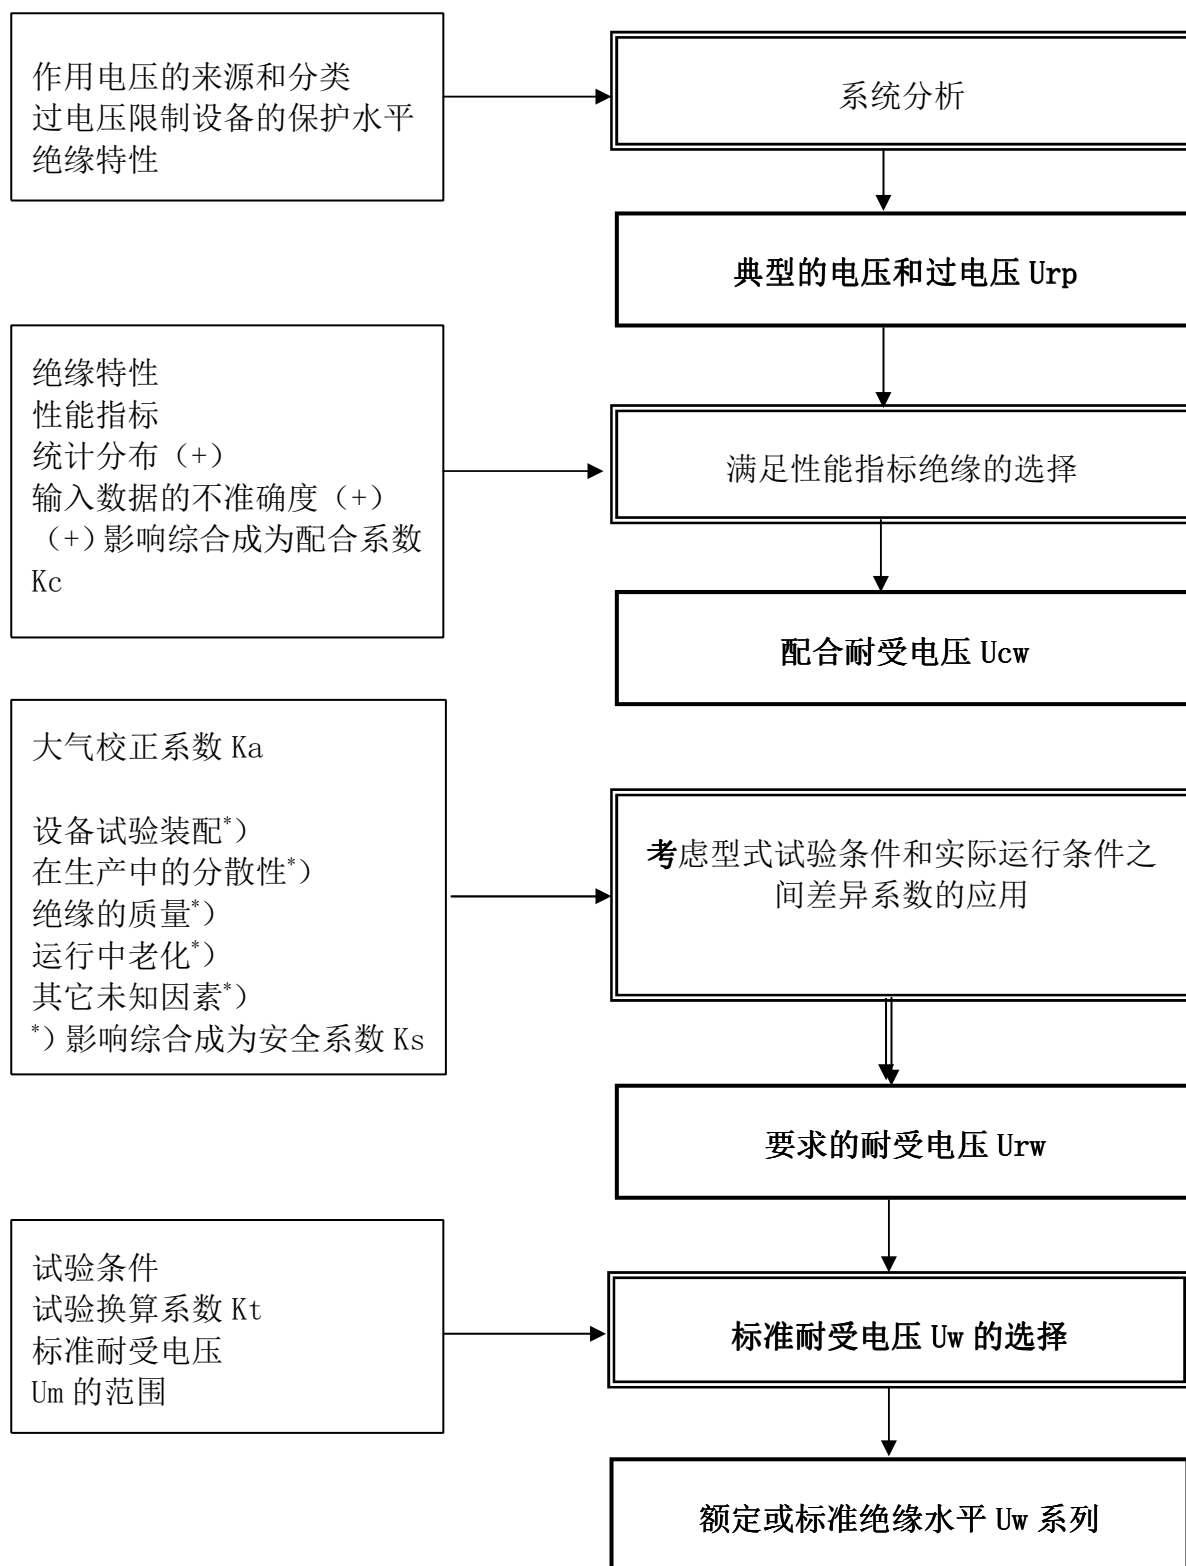 作用电压的来源和分类
过电压限制设备的保护水平
绝缘特性
系统分析
典型的电压和过电压 Urp
绝缘特性
性能指标
统计分布（+）
输入数据的不准确度（+）
（+）影响综合成为配合系数
Kc
满足性能指标绝缘的选择
配合耐受电压 Ucw
大气校正系数 Ka
设备试验装配*）
在生产中的分散性*）
绝缘的质量*）
运行中老化*）
其它未知因素*）
*）影响综合成为安全系数 Ks
考虑型式试验条件和实际运行条件之
间差异系数的应用
要求的耐受电压 Urw
试验条件
试验换算系数 Kt
标准耐受电压
Um 的范围
标准耐受电压 Uw 的选择
额定或标准绝缘水平 Uw 系列